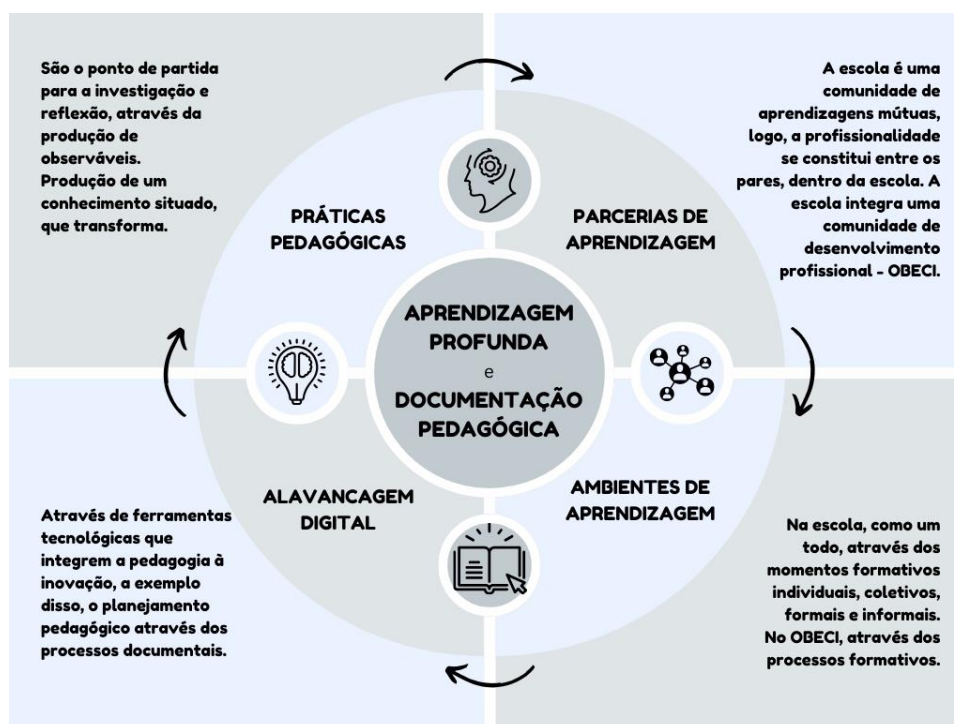 São o ponto de partida
para a investigação e
reflexão, através da
produção de
observáveis.
Produção de um
conhecimento situado,
que transforma.
PRÁTICAS
PEDAGÓGICAS
PARCERIAS DE
APRENDIZAGEM
A escola é uma
comunidade de
aprendizagens mútuas,
logo, a profissionalidade
se constitui entre os
pares, dentro da escola. A
escola integra uma
comunidade de
desenvolvimento
profissional - OBECI.
APRENDIZAGEM
PROFUNDA
e
DOCUMENTAÇÃO
PEDAGÓGICA
Através de ferramentas
tecnológicas que
integrem a pedagogia à
inovação, a exemplo
disso, o planejamento
pedagógico através dos
processos documentais.
ALAVANCAGEM
DIGITAL
AMBIENTES DE
APRENDIZAGEM
Na escola, como um
todo, através dos
momentos formativos
individuais, coletivos,
formais e informais.
No OBECI, através dos
processos formativos.